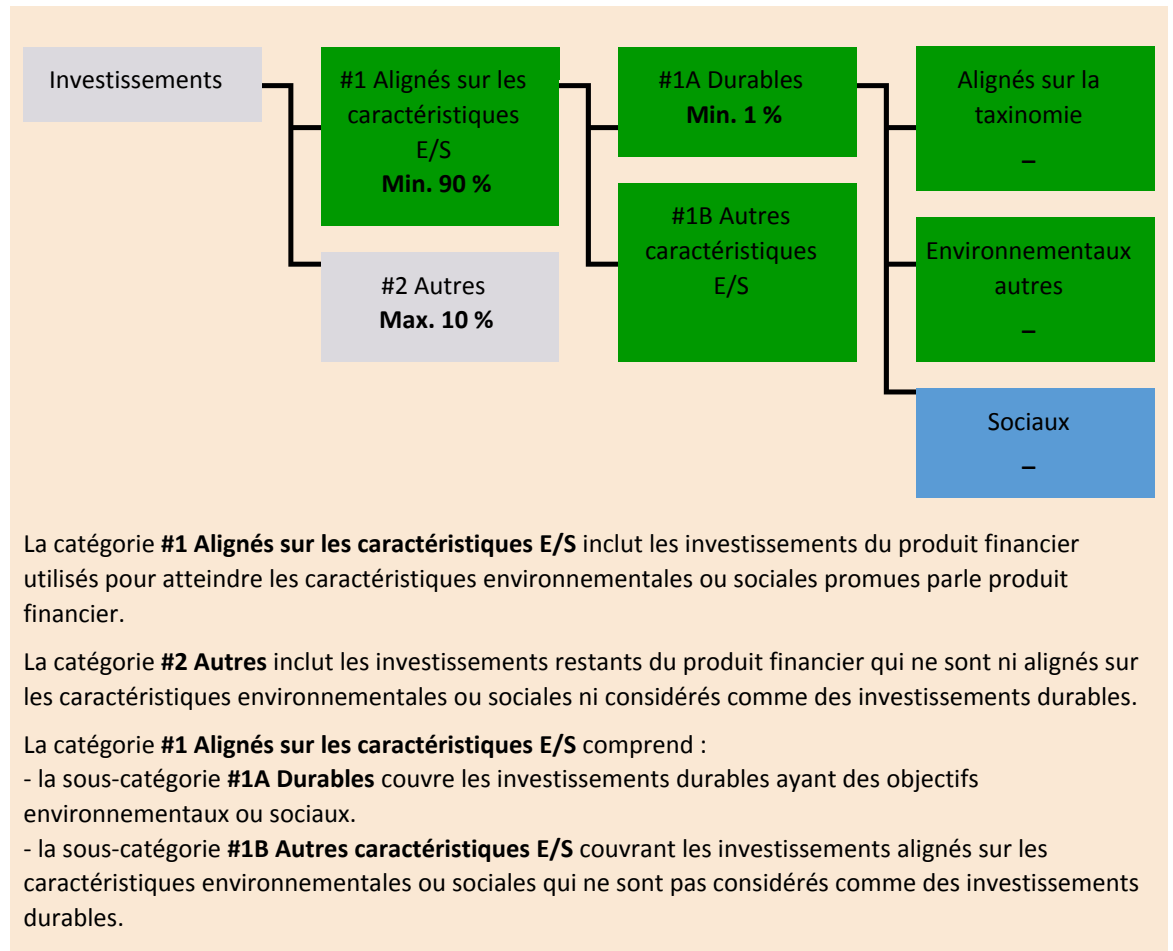 Investissements
#1 Alignés sur les
caractéristiques
E/S
Min. 90 %
#2 Autres
Max. 10 %
#1A Durables
Min. 1 %
#1B Autres
caractéristiques
E/S
Alignés sur la
taxinomie
–
Environnementaux
autres
–
Sociaux
–
La catégorie #1 Alignés sur les caractéristiques E/S inclut les investissements du produit financier
utilisés pour atteindre les caractéristiques environnementales ou sociales promues parle produit
financier.
La catégorie #2 Autres inclut les investissements restants du produit financier qui ne sont ni alignés sur
les caractéristiques environnementales ou sociales ni considérés comme des investissements durables.
La catégorie #1 Alignés sur les caractéristiques E/S comprend :
- la sous-catégorie #1A Durables couvre les investissements durables ayant des objectifs
environnementaux ou sociaux.
- la sous-catégorie #1B Autres caractéristiques E/S couvrant les investissements alignés sur les
caractéristiques environnementales ou sociales qui ne sont pas considérés comme des investissements
durables.